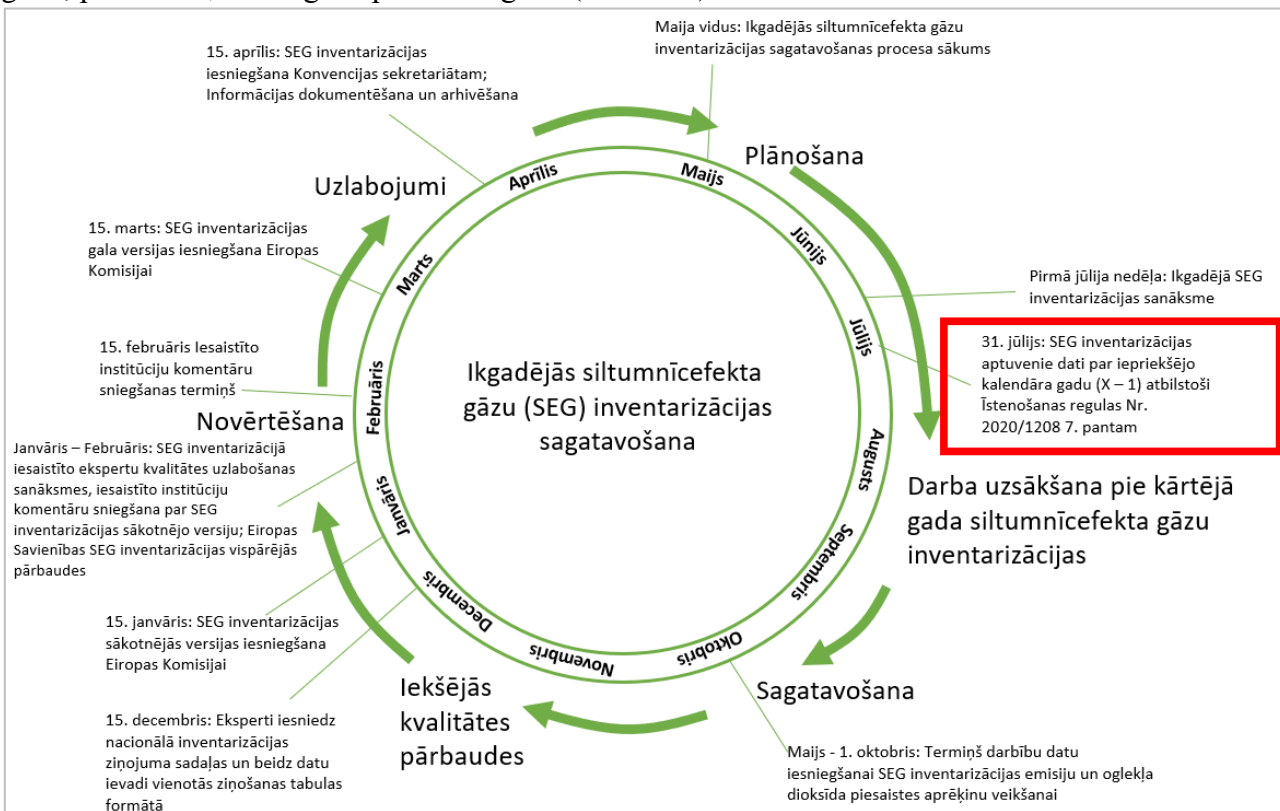 15. aprīlis: SEG inventarizācijas
iesniegšana Konvencijas sekretariātam;
Informācijas dokumentēšana un arhivēšana
Maija vidus: Ikgadējās siltumnīcefekta gāzu
inventarizācijas sagatavošanas procesa sākums
Plānošana
Uzlabojumi
Aprīlis
Maijs
Jūnijs
Jūlijs
Augusts
Septembris
Oktobris
Novembris
Decembris
Janvāris
Februāris
Marts
15. marts: SEG inventarizācijas
gala versijas iesniegšana Eiropas
Komisijai
Pirmā jūlija nedēļa: Ikgadējā SEG
inventarizācijas sanāksme
31. jūlijs: SEG inventarizācijas
aptuvenie dati par iepriekšējo
kalendāra gadu (X – 1) atbilstoši
Īstenošanas regulas Nr.
2020/1208 7. pantam
15. februāris Iesaistīto
institūciju komentāru
sniegšanas termiņš
Ikgadējās siltumnīcefekta
gāzu (SEG) inventarizācijas
sagatavošana
Novērtēšana
Janvāris – Februāris: SEG inventarizācijā
iesaistīto ekspertu kvalitātes uzlabošanas
sanāksmes, iesaistīto institūciju
komentāru sniegšana par SEG
inventarizācijas sākotnējo versiju; Eiropas
Savienības SEG inventarizācijas vispārējās
pārbaudes
Darba uzsākšana pie kārtējā
gada siltumnīcefekta gāzu
inventarizācijas
15. janvāris: SEG inventarizācijas
sākotnējās versijas iesniegšana
Eiropas Komisijai
Iekšējās
kvalitātes
pārbaudes
Sagatavošana
15. decembris: Eksperti iesniedz
nacionālā inventarizācijas
ziņojuma sadaļas un beidz datu
ievadi vienotās ziņošanas tabulas
formātā
Maijs - 1. oktobris: Termiņš darbību datu
iesniegšanai SEG inventarizācijas emisiju un oglekļa
dioksīda piesaistes aprēķinu veikšanai